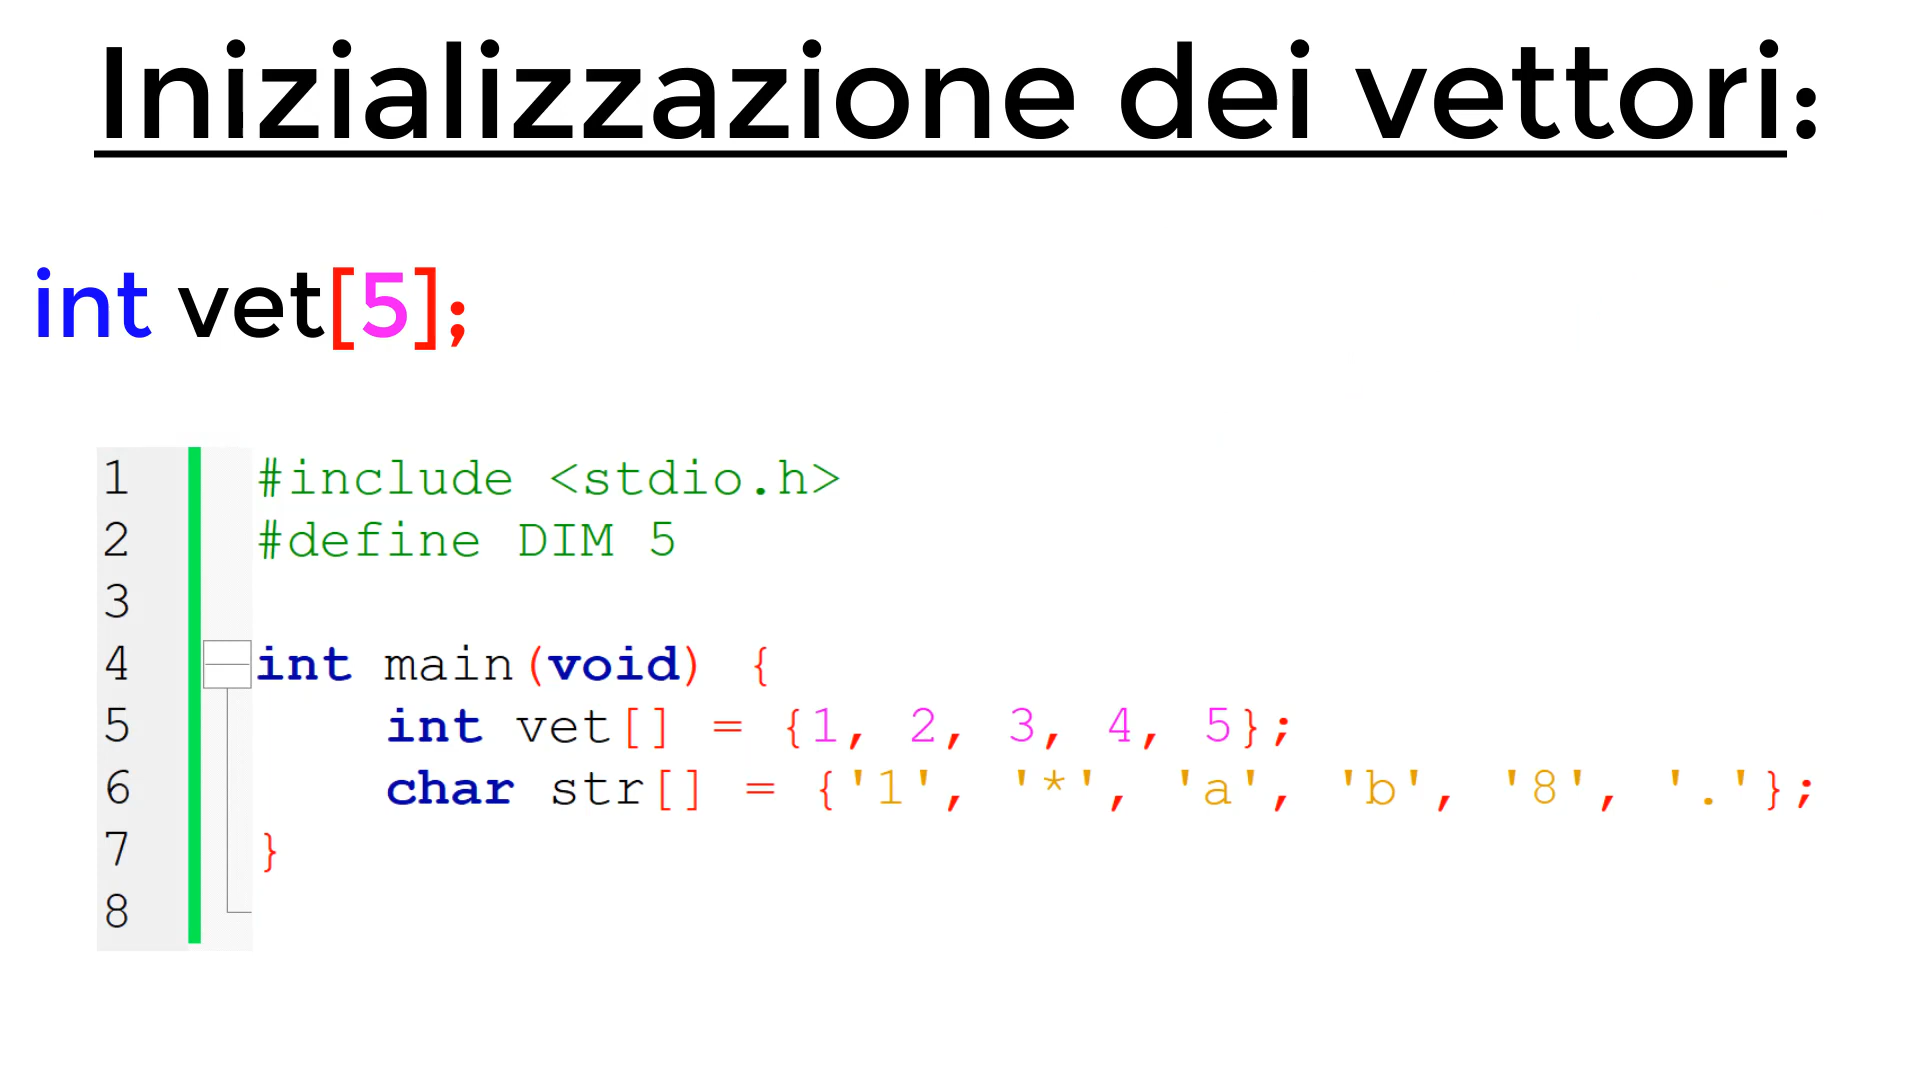 Inizializzazione dei vettori:
int vet[5];
1 #include <stdio.h>
2 #define DIM 5
3
4 int main(void) {
5 int vet[] = {1, 2, 3, 4, 5};
6 char str[] = {'1', '*', 'a', 'b', '8', '.'};
7 }
8